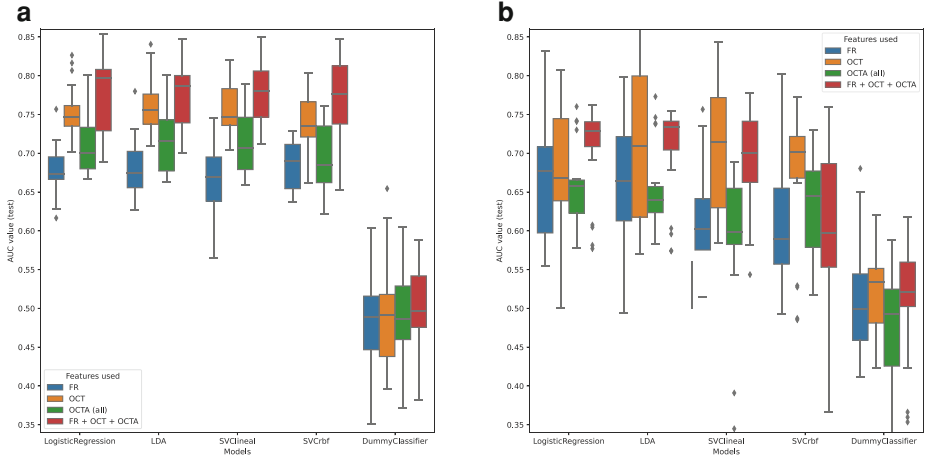 a
0.85
0.80
0.75
0.70
0.65
0.60
0.55
0.50
0.45
0.40
0.35
AUC value (test)
Features used
FR
OCT
OCTA (all)
FR + OCT + OCTA
LogisticRegression LDA SVClineal SVCrbf DummyClassifier
Models
b
0.85
0.80
0.75
0.70
0.65
0.60
0.55
0.50
0.45
0.40
0.35
AUC value (test)
Features used
FR
OCT
OCTA (all)
FR + OCT + OCTA
LogisticRegression LDA SVClineal SVCrbf DummyClassifier
Models